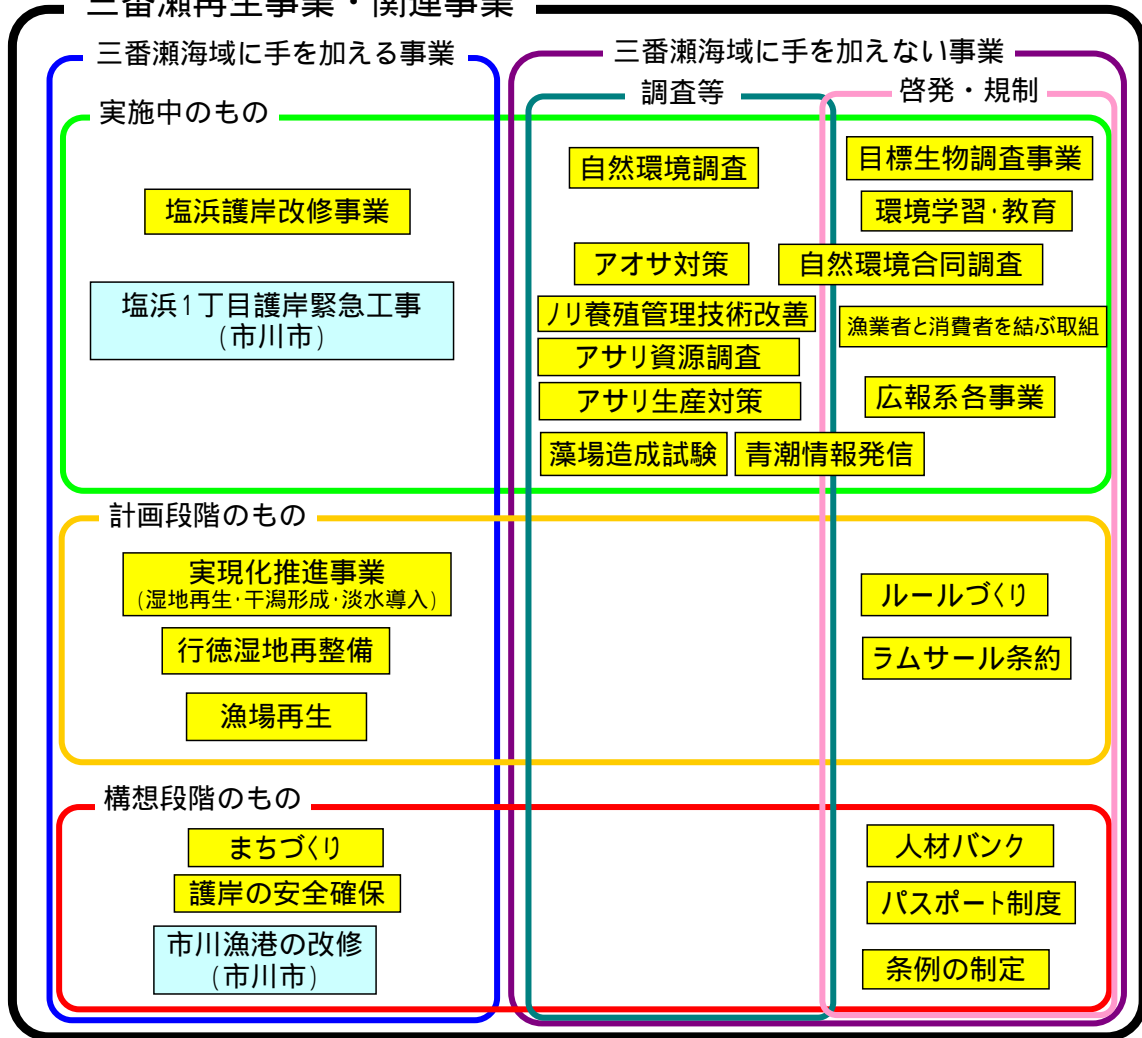 三番瀬再生事業・関連事業
三番瀬海域に手を加える事業
三番瀬海域に手を加えない事業
調査等
啓発・規制
実施中のもの
塩浜護岸改修事業
塩浜1丁目護岸緊急工事
(市川市)
自然環境調査
アオサ対策
ノリ養殖管理技術改善
アサリ資源調査
アサリ生産対策
藻場造成試験
青潮情報発信
目標生物調査事業
環境学習・教育
自然環境合同調査
漁業者と消費者を結ぶ取組
広報系各事業
計画段階のもの
実現化推進事業
(湿地再生・干潟形成・淡水導入)
行徳湿地再整備
漁場再生
ルールづくり
ラムサール条約
構想段階のもの
まちづくり
護岸の安全確保
市川漁港の改修
(市川市)
人材バンク
パスポート制度
条例の制定